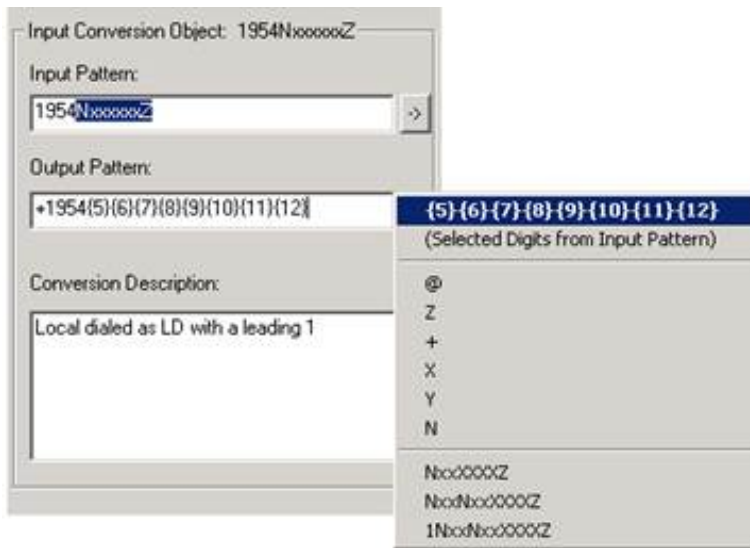 Input Conversion Object: 1954NxxxxxxZ
Input Pattern:
1954NxxxxxxZ
->
Output Pattern:
+1954{5}{6}{7}{8}{9}{10}{11}{12}
Conversion Description:
Local dialed as LD with a leading 1
{5}{6}{7}{8}{9}{10}{11}{12}
(Selected Digits from Input Pattern)
@
Z
+
X
Y
N
NxxXXXXZ
NxxNxxXXXXZ
1NxxNxxXXXXZ